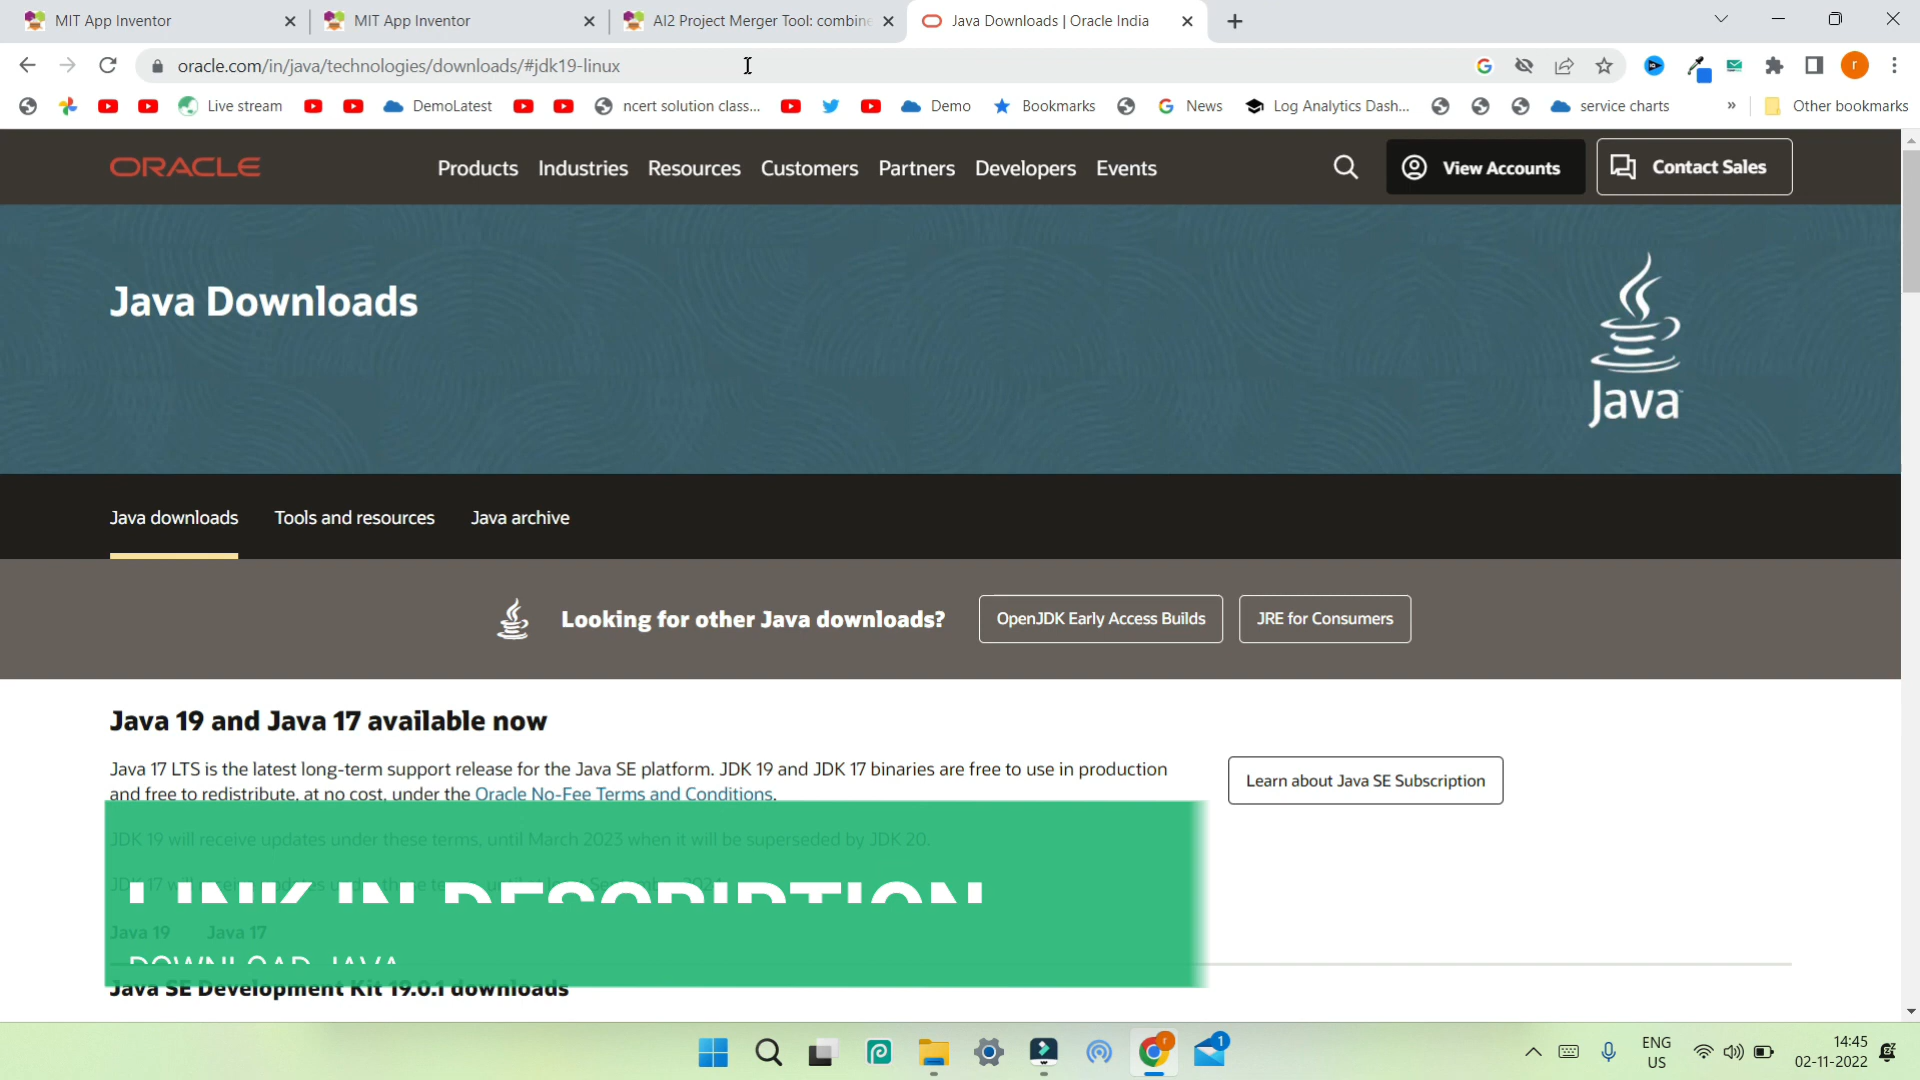 MIT App Inventor
MIT App Inventor
AI2 Project Merger Tool: combine
Java Downloads | Oracle India
oracle.com/in/java/technologies/downloads/#jdk19-linux
Live stream
DemoLatest
ncert solution class...
Demo
Bookmarks
News
Log Analytics Dash...
service charts
»
Other bookmarks
ORACLE
Products
Industries
Resources
Customers
Partners
Developers
Events
View Accounts
Contact Sales
Java Downloads
Java
Java downloads
Tools and resources
Java archive
Looking for other Java downloads?
OpenJDK Early Access Builds
JRE for Consumers
Java 19 and Java 17 available now
Java 17 LTS is the latest long-term support release for the Java SE platform. JDK 19 and JDK 17 binaries are free to use in production
and free to redistribute, at no cost, under the Oracle No-Fee Terms and Conditions.
Learn about Java SE Subscription
JDK 19 will receive updates under these terms, until March 2023 when it will be superseded by JDK 20.
LINK IN DESCRIPTION
Java 19
Java 17
DOWNLOAD JAVA
Java SE Development Kit 19.0.1 downloads
ENG
US
14:45
02-11-2022